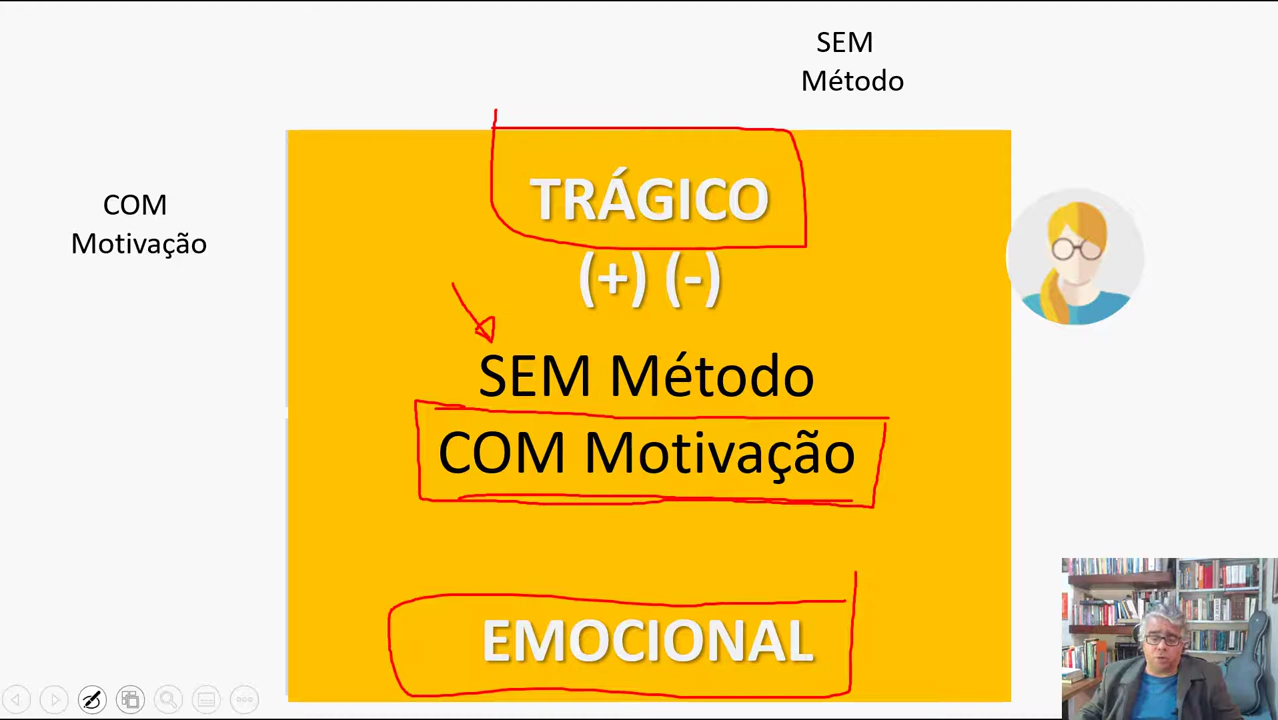 SEM
Método
COM
Motivação
TRÁGICO
(+) (-)
SEM Método
COM Motivação
EMOCIONAL